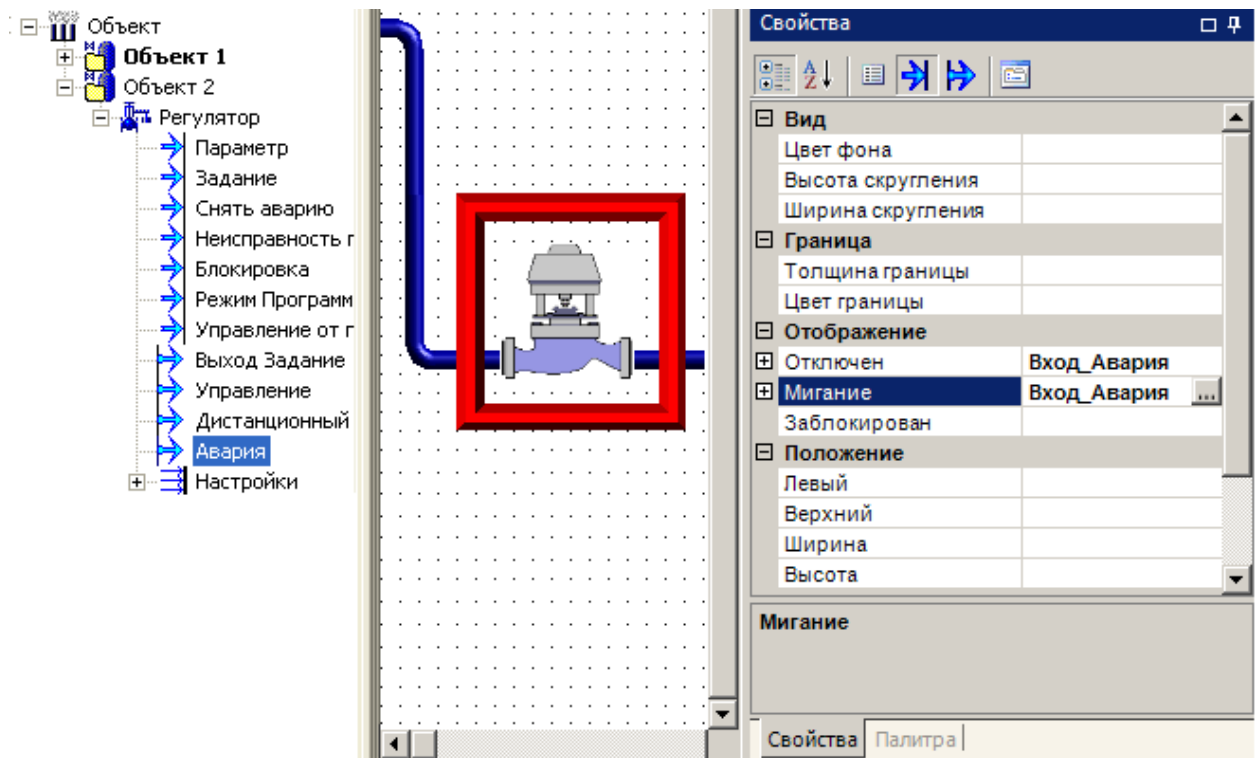 Объект
Объект 1
Объект 2
Регулятор
Параметр
Задание
Снять аварию
Неисправность
Блокировка
Режим Программ
Управление от
Выход Задание
Управление
Дистанционный
Авария
Настройки
Свойства
Вид
Цвет фона
Высота скругления
Ширина скругления
Граница
Толщина границы
Цвет границы
Отображение
Отключен Вход_Авария
Мигание Вход_Авария ...
Заблокирован
Положение
Левый
Верхний
Ширина
Высота
Мигание
Свойства Палитра